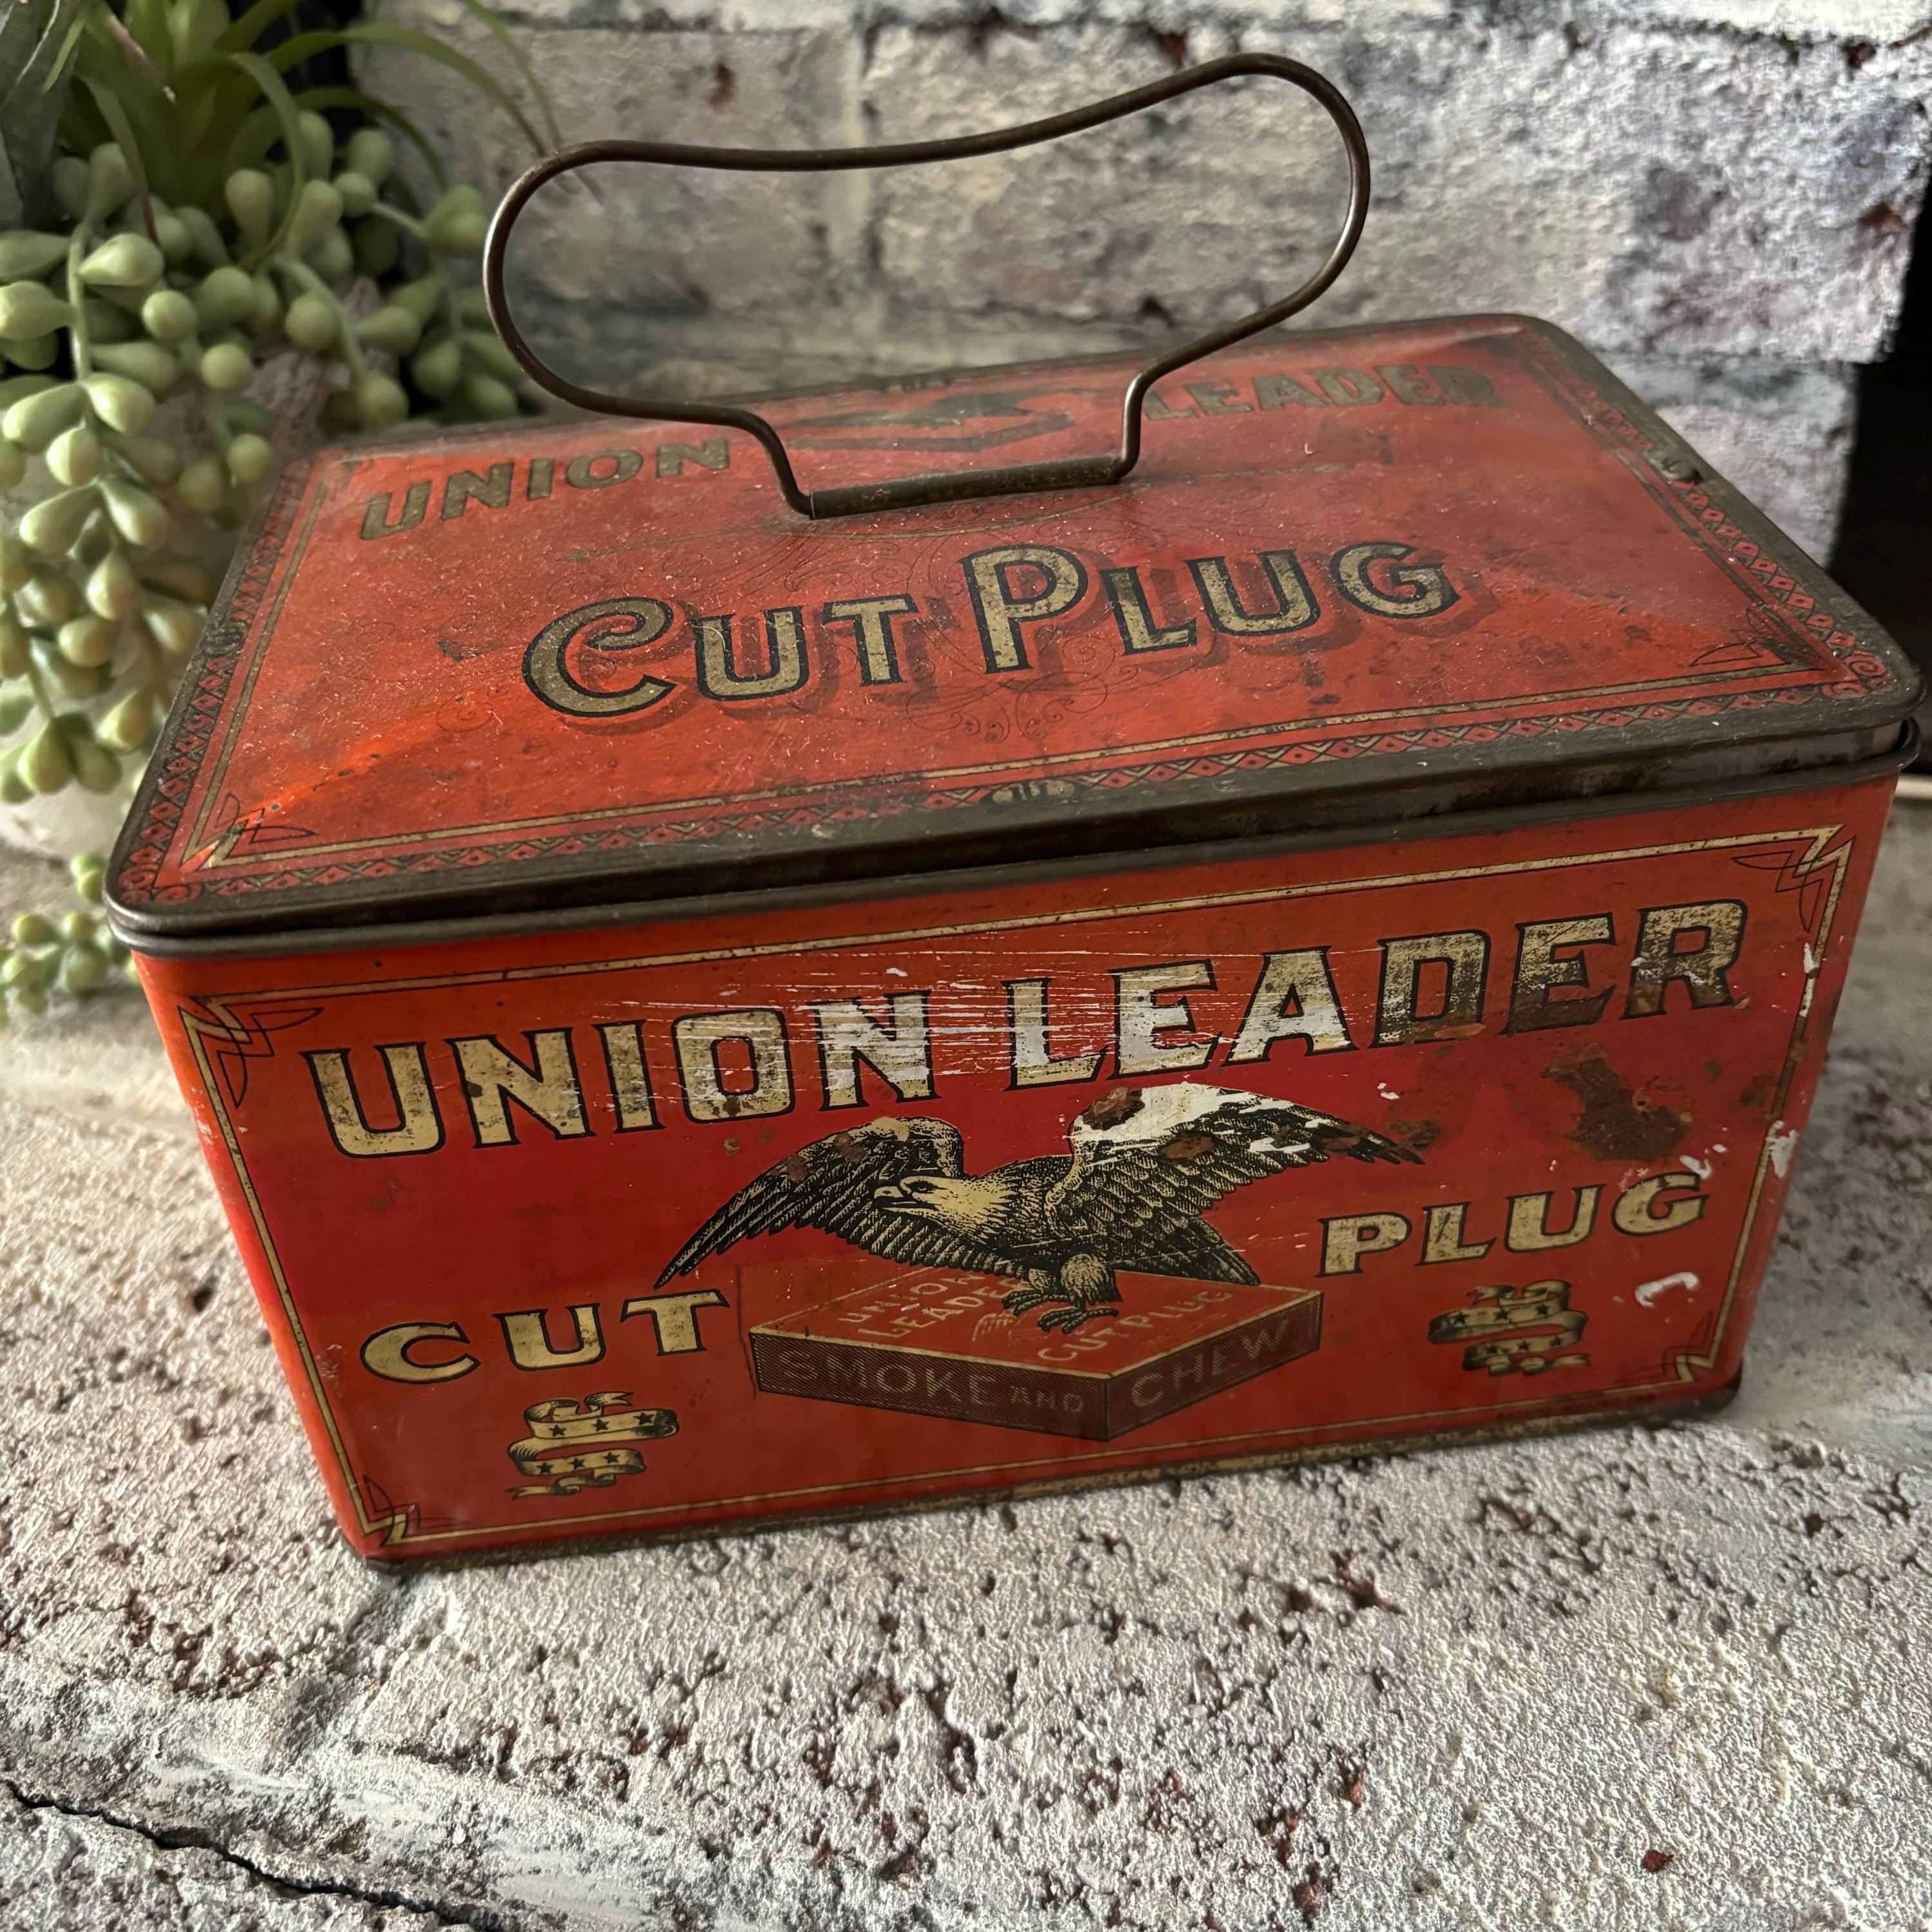 UNION LEADER
CUT PLUG
UNION LEADER
CUT PLUG
UNION
LEADER
CUT PLUG
SMOKE AND CHEW